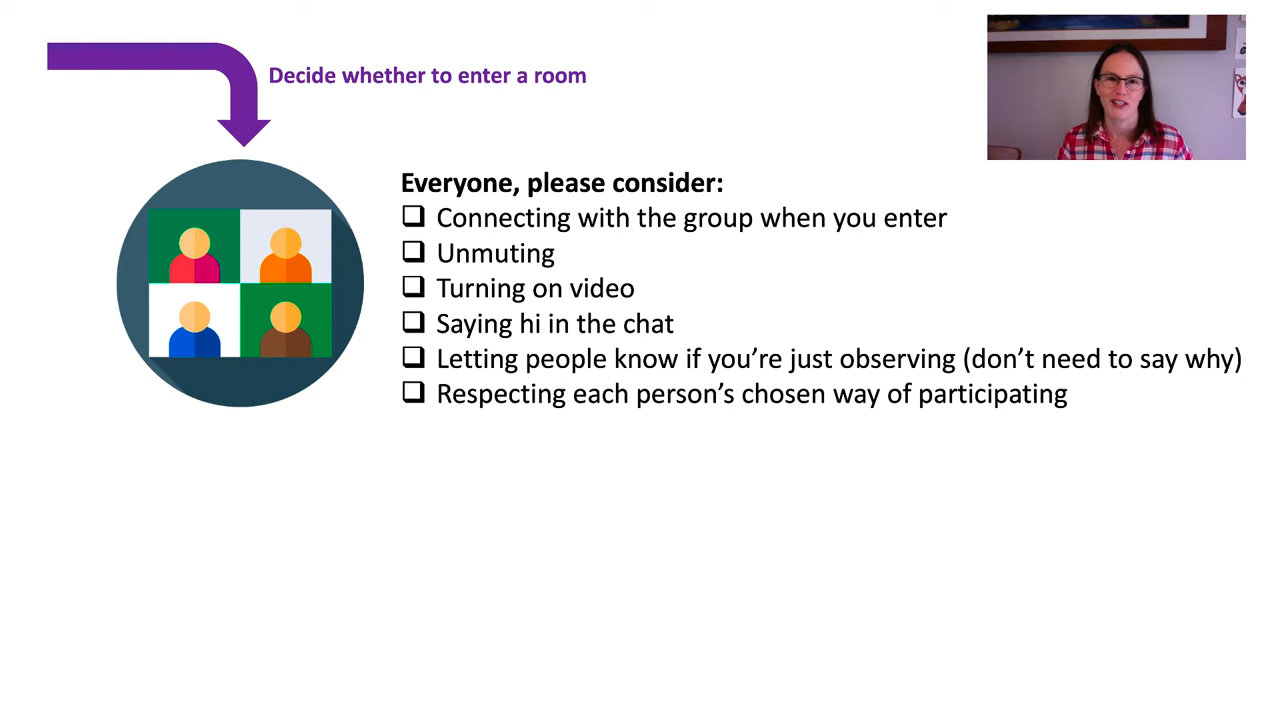 Decide whether to enter a room
Everyone, please consider:
❑ Connecting with the group when you enter
❑ Unmuting
❑ Turning on video
❑ Saying hi in the chat
❑ Letting people know if you’re just observing (don’t need to say why)
❑ Respecting each person’s chosen way of participating